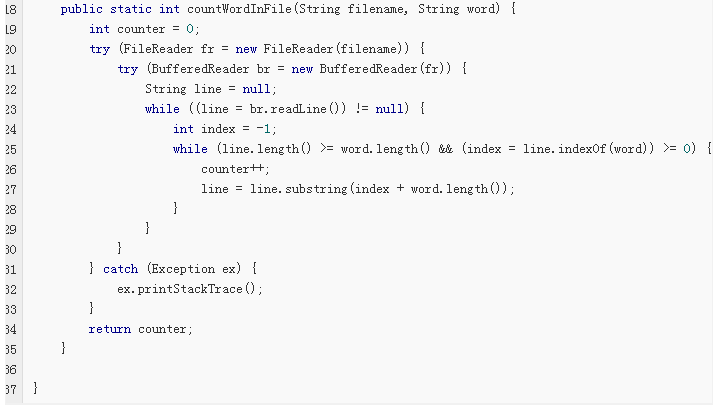 18 public static int countWordInFile(String filename, String word) {
19 int counter = 0;
20 try (FileReader fr = new FileReader(filename)) {
21 try (BufferedReader br = new BufferedReader(fr)) {
22 String line = null;
23 while ((line = br.readLine()) != null) {
24 int index = -1;
25 while (line.length() >= word.length() && (index = line.indexOf(word)) >= 0) {
26 counter++;
27 line = line.substring(index + word.length());
28 }
29 }
30 }
31 } catch (Exception ex) {
32 ex.printStackTrace();
33 }
34 return counter;
35 }
36
37 }